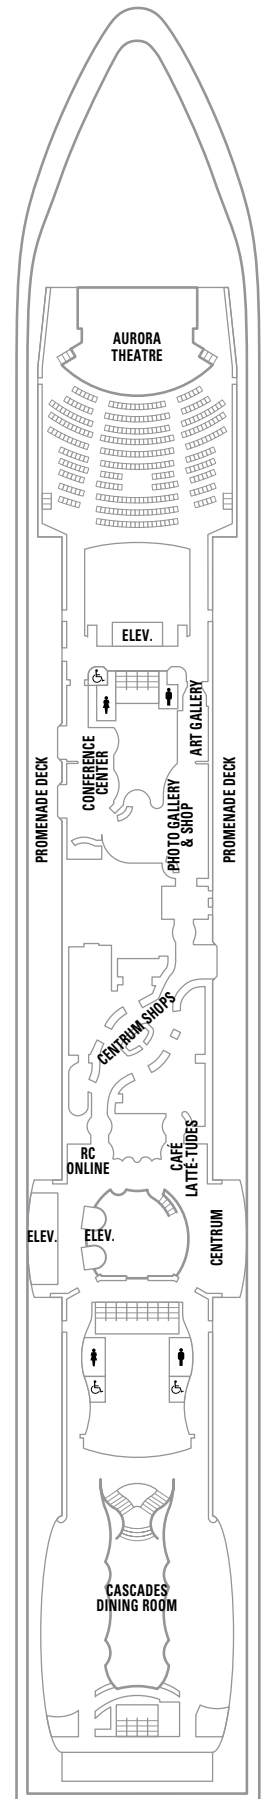 AURORA
THEATRE
ELEV.
ART GALLERY
CONFERENCE
CENTER
PROMENADE DECK
PHOTO GALLERY
& SHOP
PROMENADE DECK
CENTRUM SHOPS
RC
ONLINE
CAFÉ
LATTÉ-TUDES
ELEV.
ELEV.
CENTRUM
CASCADES
DINING ROOM